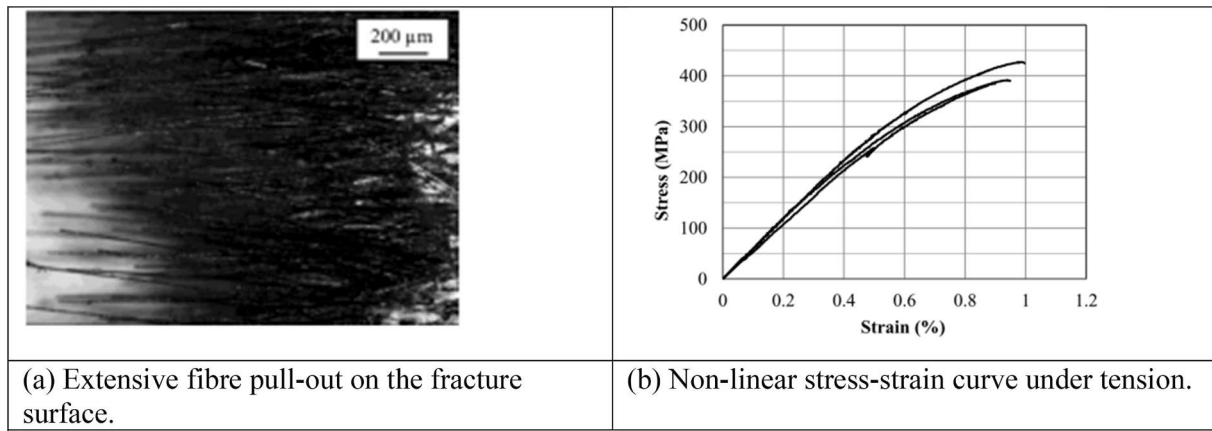 200 µm
500
400
300
200
100
0
Stress (MPa)
0 0.2 0.4 0.6 0.8 1 1.2
Strain (%)
(a) Extensive fibre pull-out on the fracture
surface.
(b) Non-linear stress-strain curve under tension.